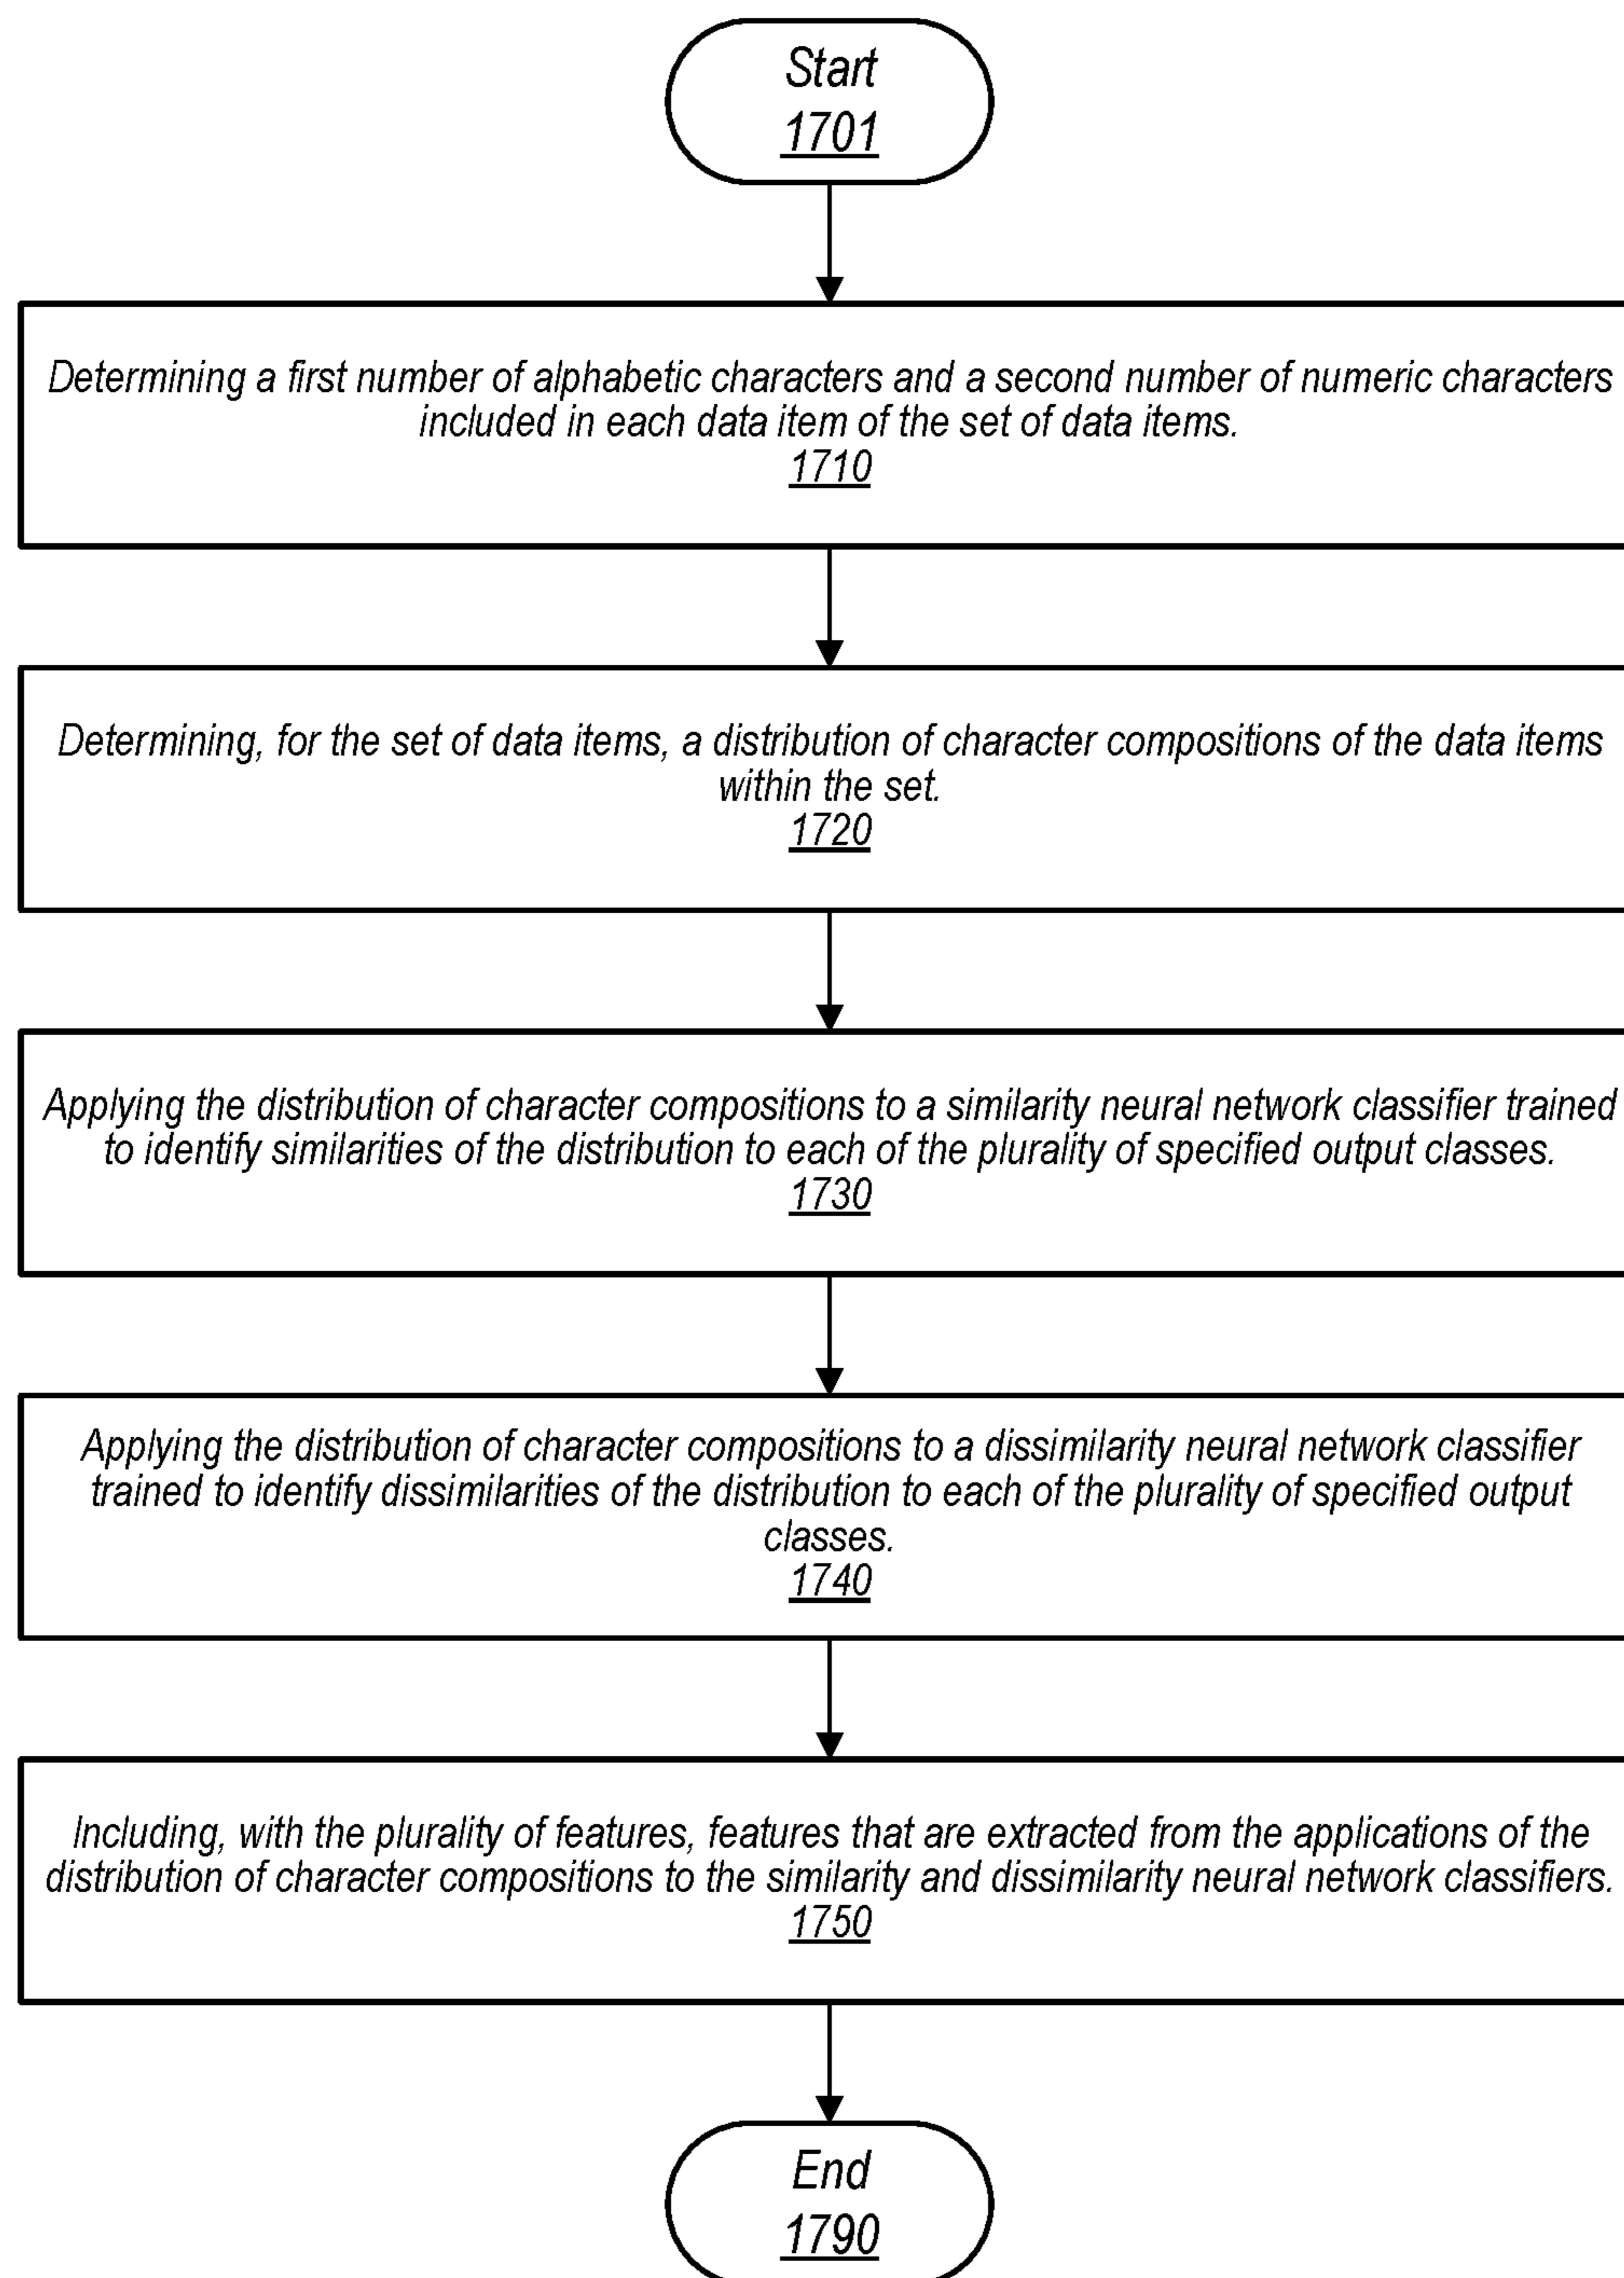 Start
1701
Determining a first number of alphabetic characters and a second number of numeric characters
included in each data item of the set of data items.
1710
Determining, for the set of data items, a distribution of character compositions of the data items
within the set.
1720
Applying the distribution of character compositions to a similarity neural network classifier trained
to identify similarities of the distribution to each of the plurality of specified output classes.
1730
Applying the distribution of character compositions to a dissimilarity neural network classifier
trained to identify dissimilarities of the distribution to each of the plurality of specified output
classes.
1740
Including, with the plurality of features, features that are extracted from the applications of the
distribution of character compositions to the similarity and dissimilarity neural network classifiers.
1750
End
1790